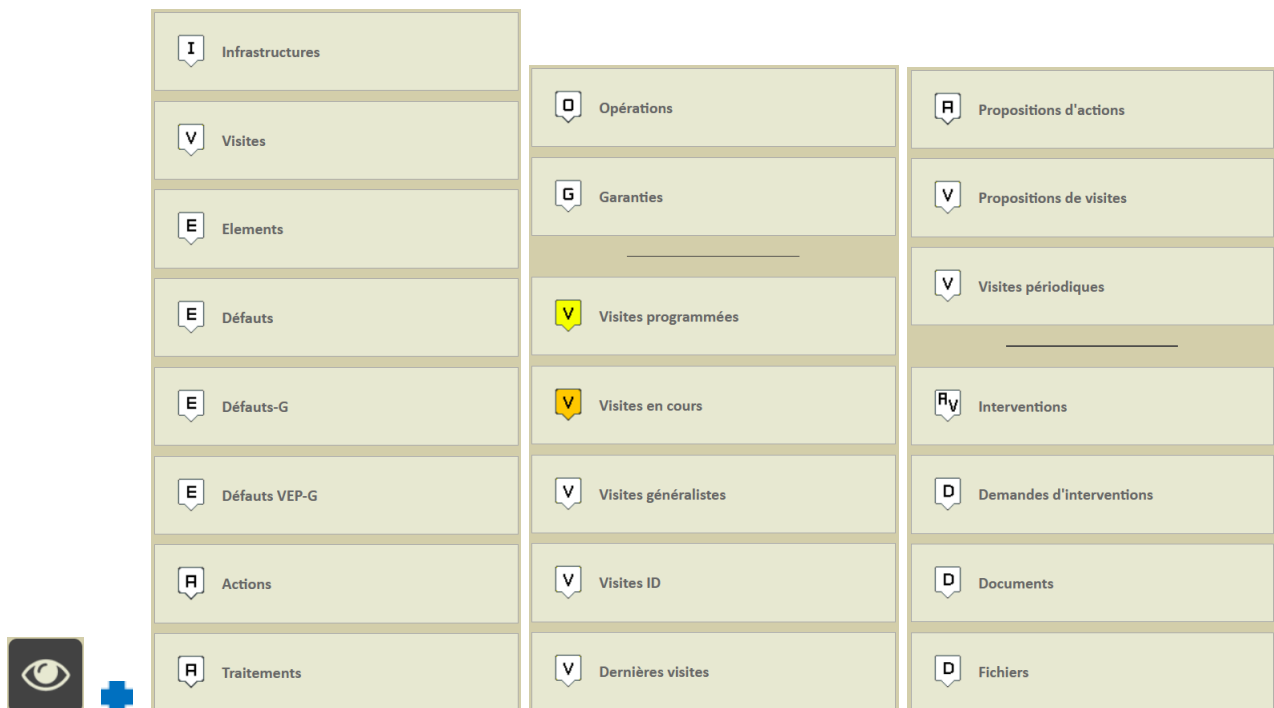 I Infrastructures
V Visites
E Elements
E Défauts
E Défauts-G
E Défauts VEP-G
A Actions
A Traitements
O Opérations
G Garanties
V Visites programmées
V Visites en cours
V Visites généralistes
V Visites ID
V Dernières visites
A Propositions d'actions
V Propositions de visites
V Visites périodiques
AV Interventions
D Demandes d'interventions
D Documents
D Fichiers